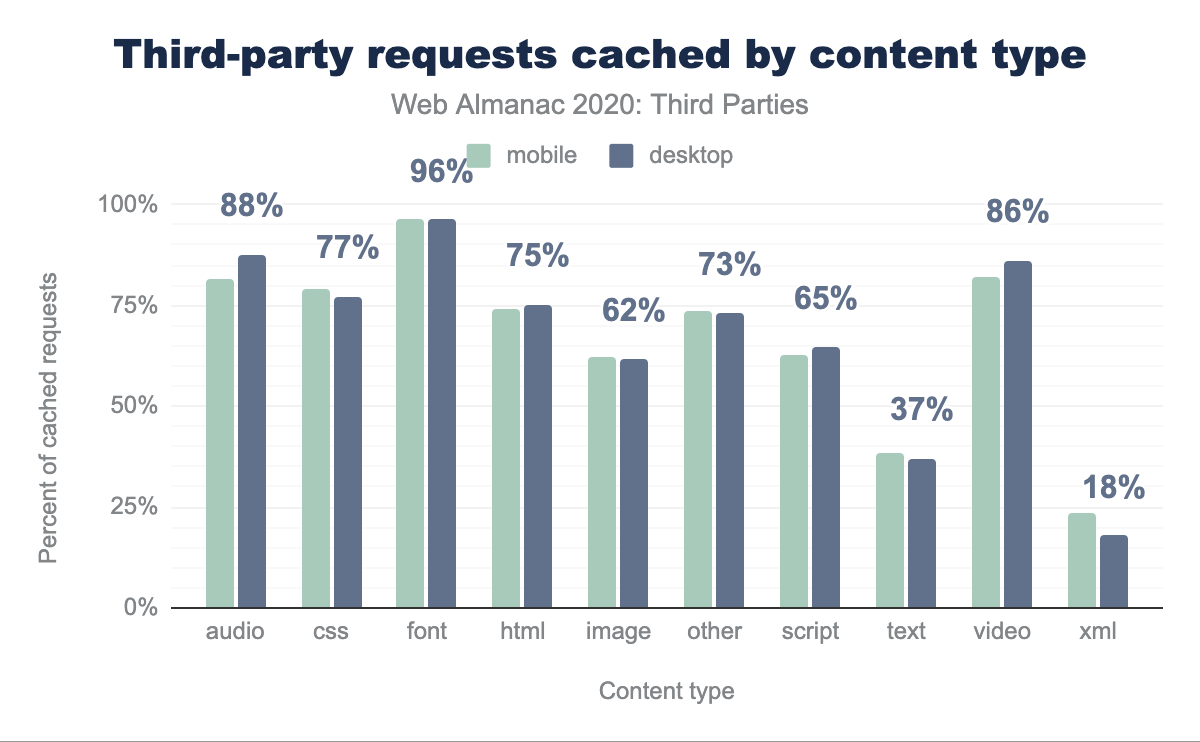 Third-party requests cached by content type
Web Almanac 2020: Third Parties
mobile desktop
96%
88%
77%
75%
62%
73%
65%
37%
86%
18%
100%
75%
50%
25%
0%
Percent of cached requests
audio css font html image other script text video xml
Content type